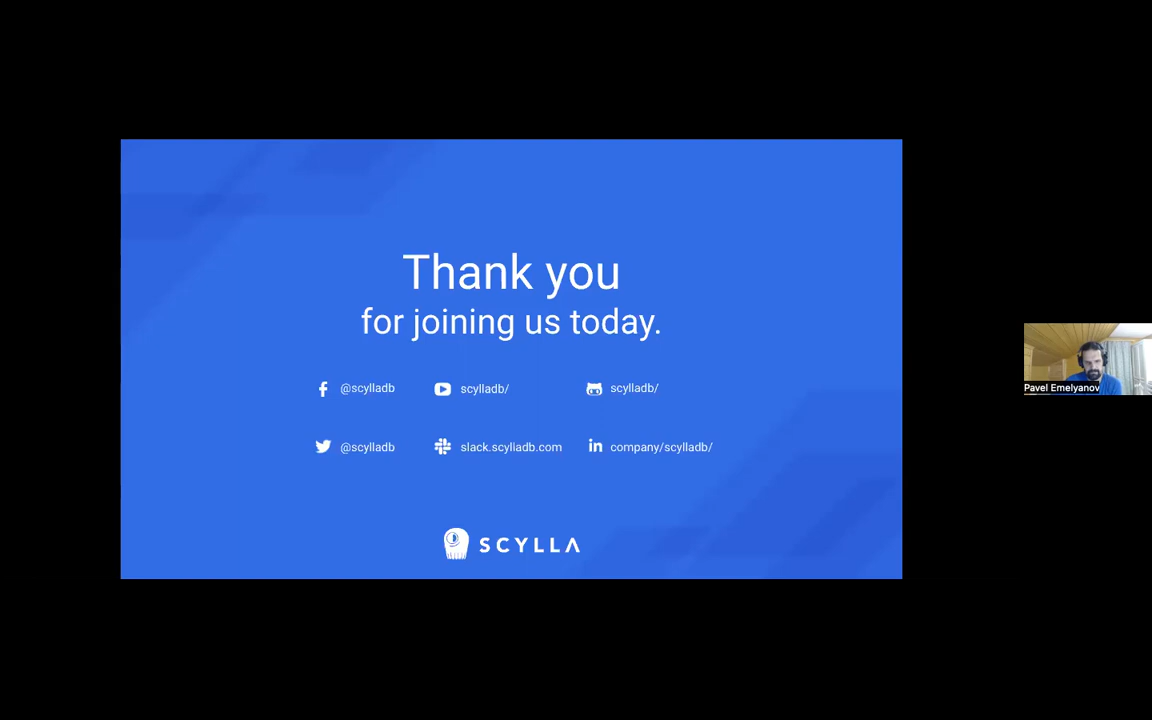 Thank you
for joining us today.
@scylladb
scylladb/
scylladb/
@scylladb
slack.scylladb.com
company/scylladb/
SCYLLA
Pavel Emelyanov